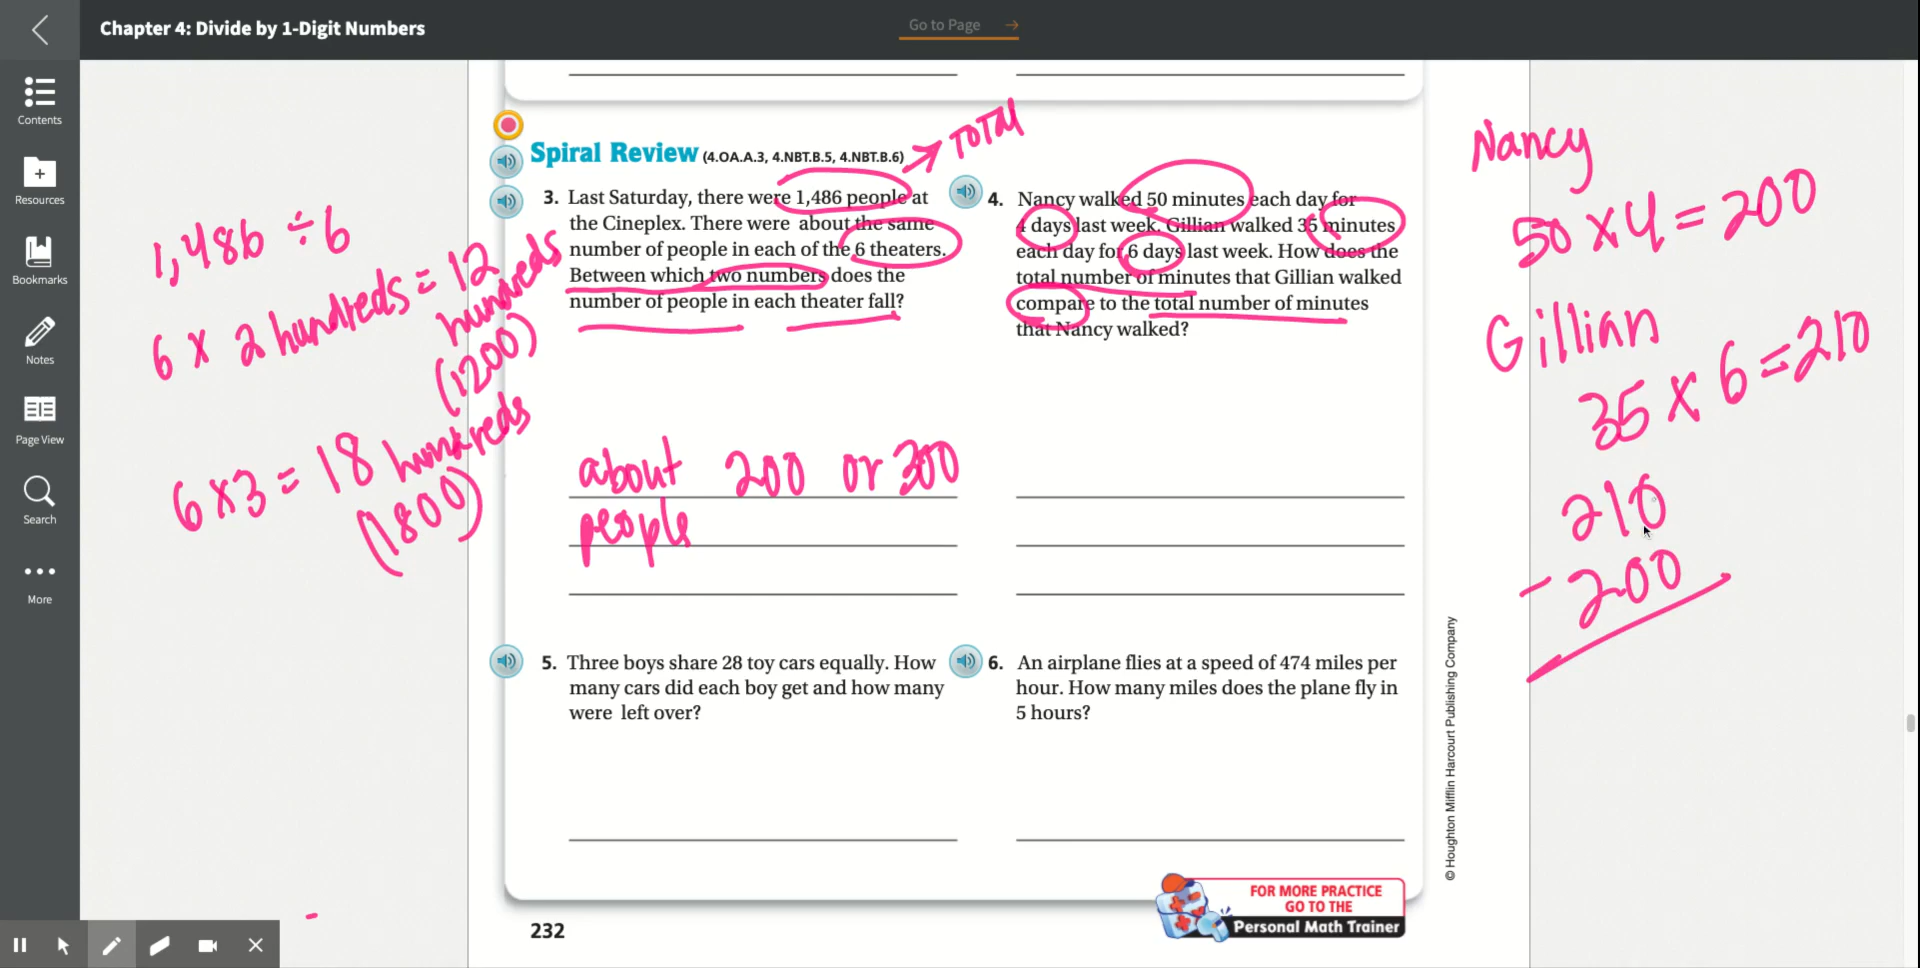 Chapter 4: Divide by 1-Digit Numbers
Go to Page →
Contents
Resources
Bookmarks
Notes
Page View
Search
More
Spiral Review (4.OA.A.3, 4.NBT.B.5, 4.NBT.B.6)
→ TOTAL
3. Last Saturday, there were 1,486 people at
the Cineplex. There were about the same
number of people in each of the 6 theaters.
Between which two numbers does the
number of people in each theater fall?
1,486 ÷ 6
6 × 2 hundreds = 12
hundreds
(1200)
6 × 3 = 18 hundreds
(1800)
about 200 or 300
people
4. Nancy walked 50 minutes each day for
4 days last week. Gillian walked 35 minutes
each day for 6 days last week. How does the
total number of minutes that Gillian walked
compare to the total number of minutes
that Nancy walked?
Nancy
50 × 4 = 200
Gillian
35 × 6 = 210
210
- 200
5. Three boys share 28 toy cars equally. How
many cars did each boy get and how many
were left over?
6. An airplane flies at a speed of 474 miles per
hour. How many miles does the plane fly in
5 hours?
© Houghton Mifflin Harcourt Publishing Company
FOR MORE PRACTICE
GO TO THE
Personal Math Trainer
232